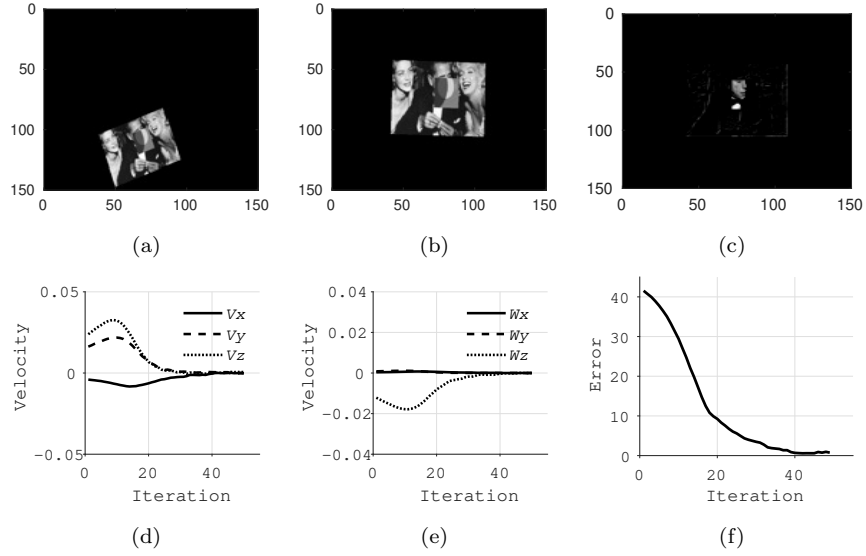 0
50
100
150
0 50 100 150
(a)
0
50
100
150
0 50 100 150
(b)
0
50
100
150
0 50 100 150
(c)
0.05
0
-0.05
Velocity
Vx
Vy
Vz
0 20 40
Iteration
(d)
0.04
0.02
0
-0.02
-0.04
Velocity
Wx
Wy
Wz
0 20 40
Iteration
(e)
40
30
20
10
0
Error
0 20 40
Iteration
(f)